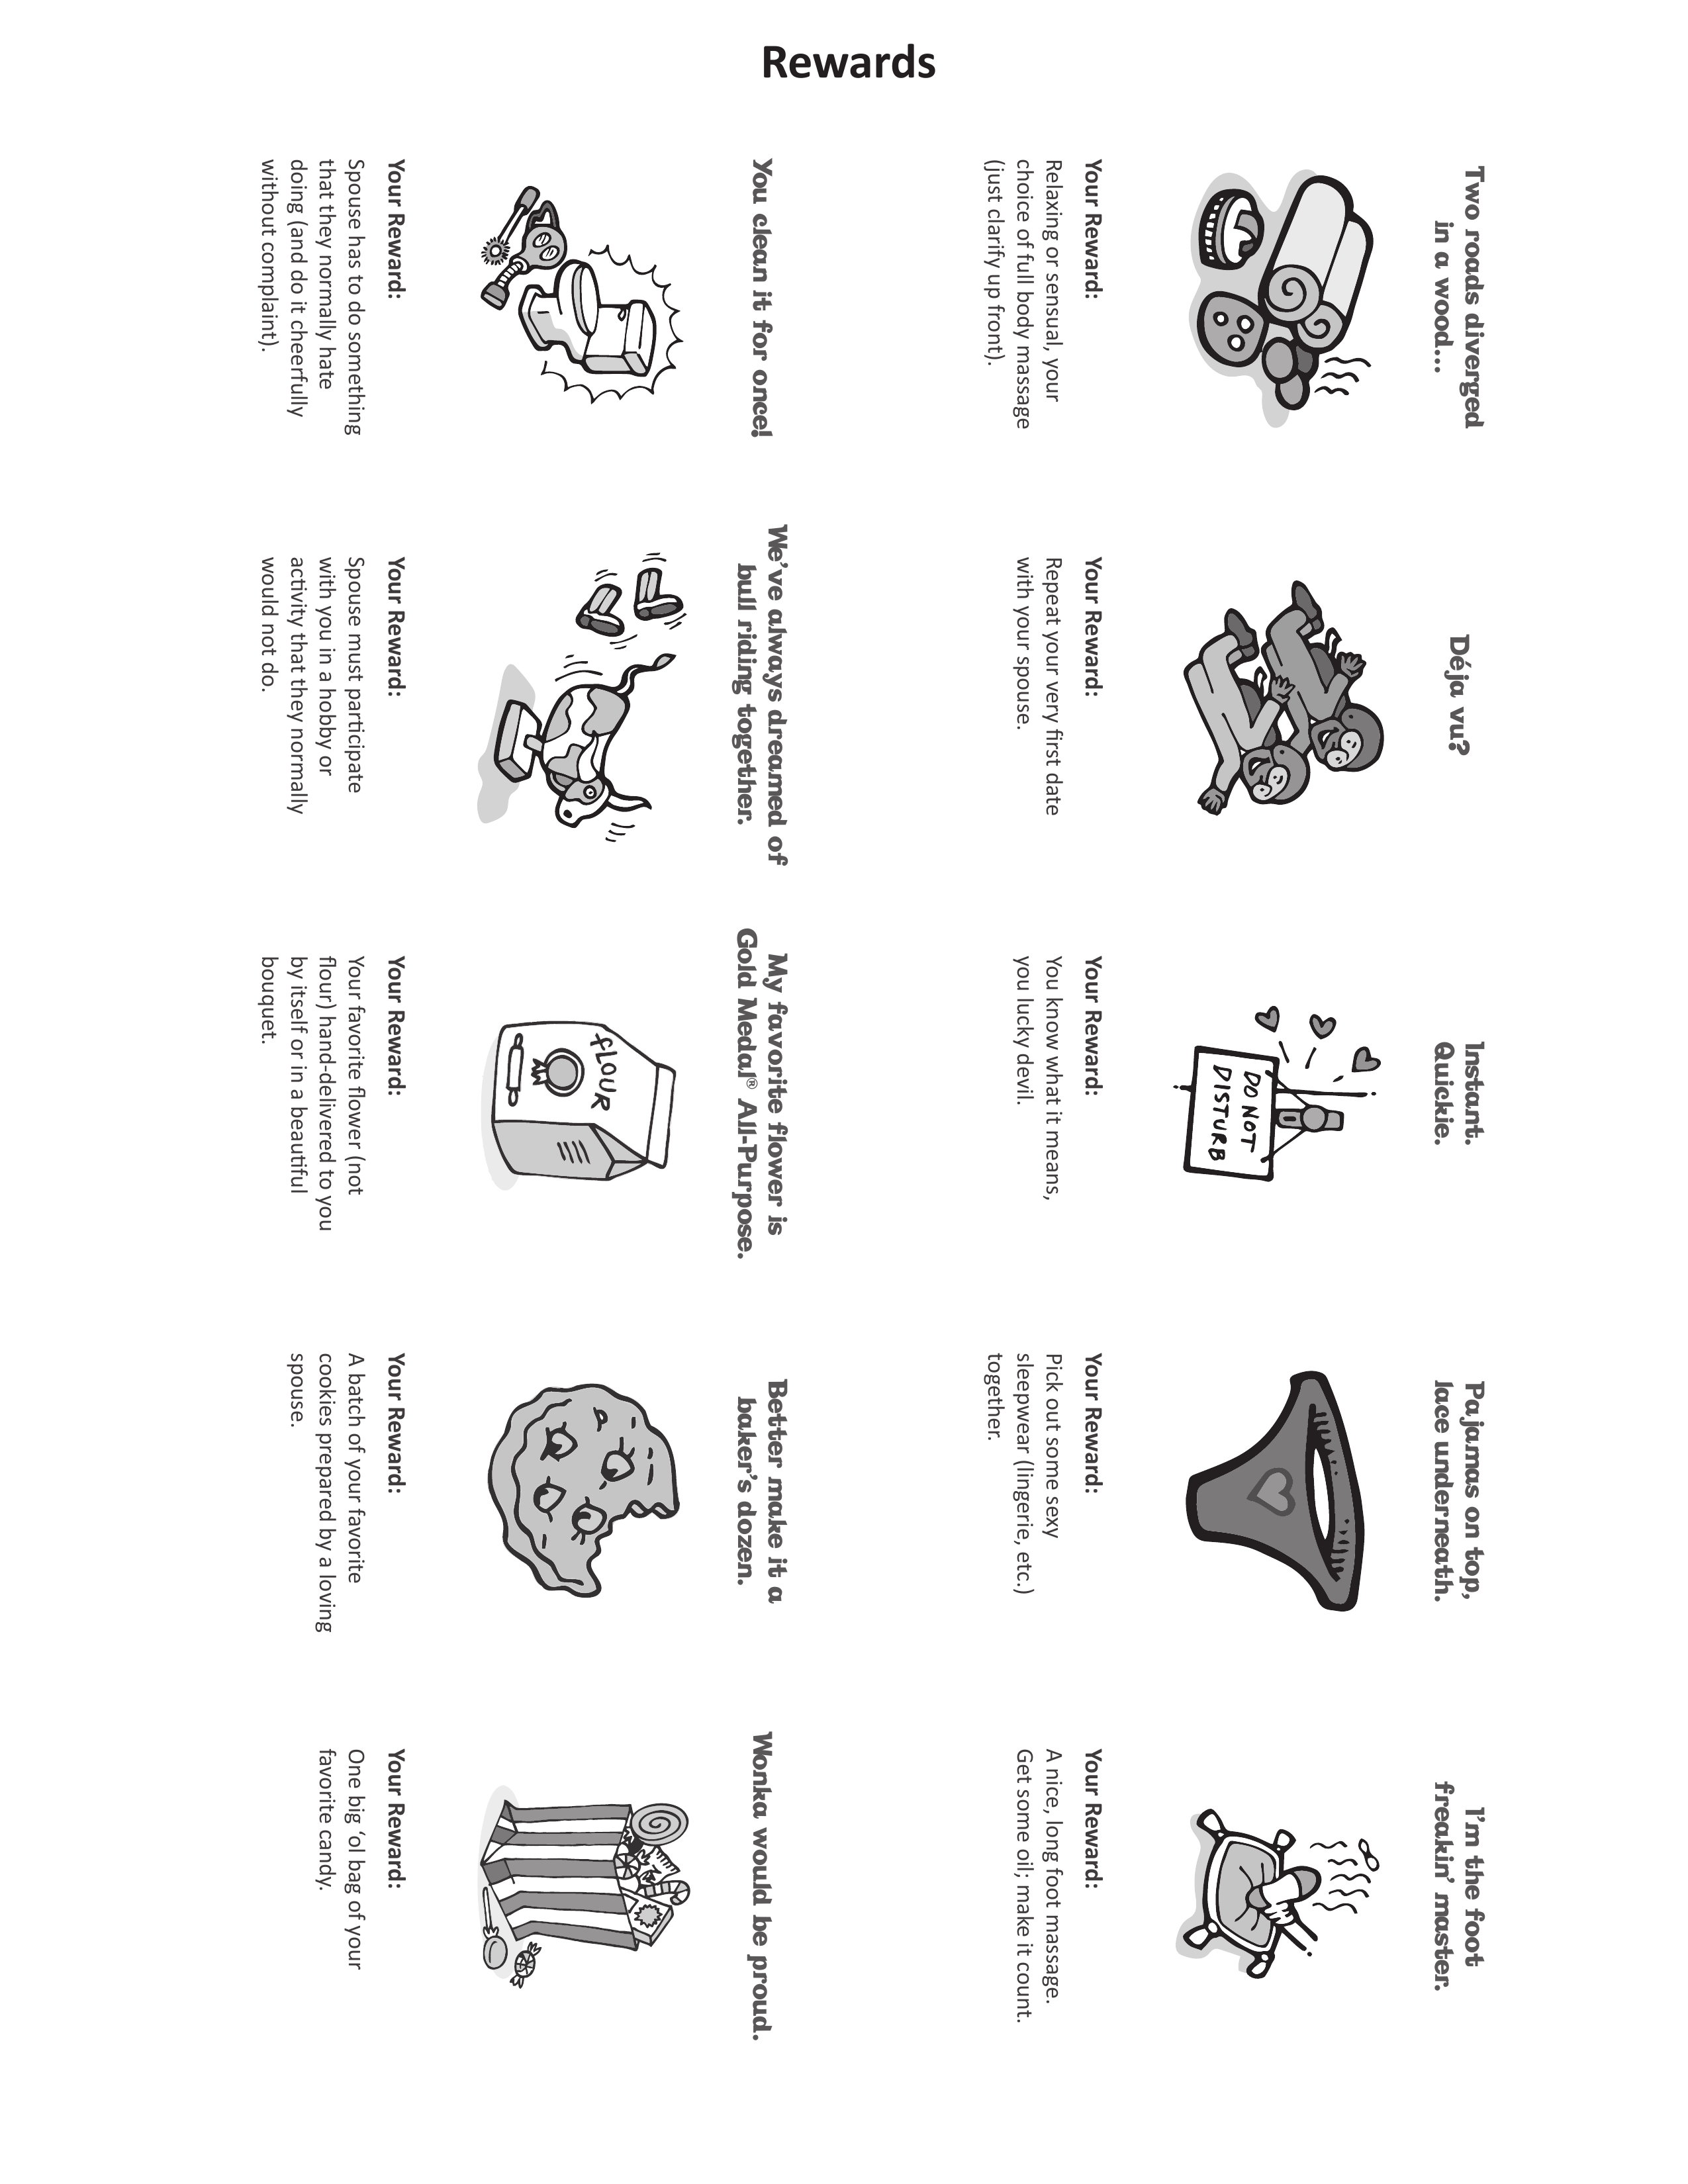 Rewards
Two roads diverged
in a wood...
Your Reward:
Relaxing or sensual, your
choice of full body massage
(just clarify up front).
Déja vu?
Your Reward:
Repeat your very first date
with your spouse.
Instant.
Quickie.
DO NOT
DISTURB
Your Reward:
You know what it means,
you lucky devil.
Pajamas on top,
lace underneath.
Your Reward:
Pick out some sexy
sleepwear (lingerie, etc.)
together.
I'm the foot
freakin' master.
Your Reward:
A nice, long foot massage.
Get some oil; make it count.
You clean it for once!
Your Reward:
Spouse has to do something
that they normally hate
doing (and do it cheerfully
without complaint).
We've always dreamed of
bull riding together.
Your Reward:
Spouse must participate
with you in a hobby or
activity that they normally
would not do.
My favorite flower is
Gold Medal® All-Purpose.
FLOUR
Your Reward:
Your favorite flower (not
flour) hand-delivered to you
by itself or in a beautiful
bouquet.
Better make it a
baker's dozen.
Your Reward:
A batch of your favorite
cookies prepared by a loving
spouse.
Wonka would be proud.
Your Reward:
One big ‘ol bag of your
favorite candy.